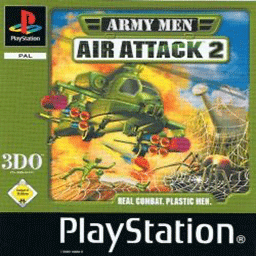 ARMY MEN
PlayStation
AIR ATTACK 2
PAL
3DO
REAL COMBAT. PLASTIC MEN.
PlayStation®